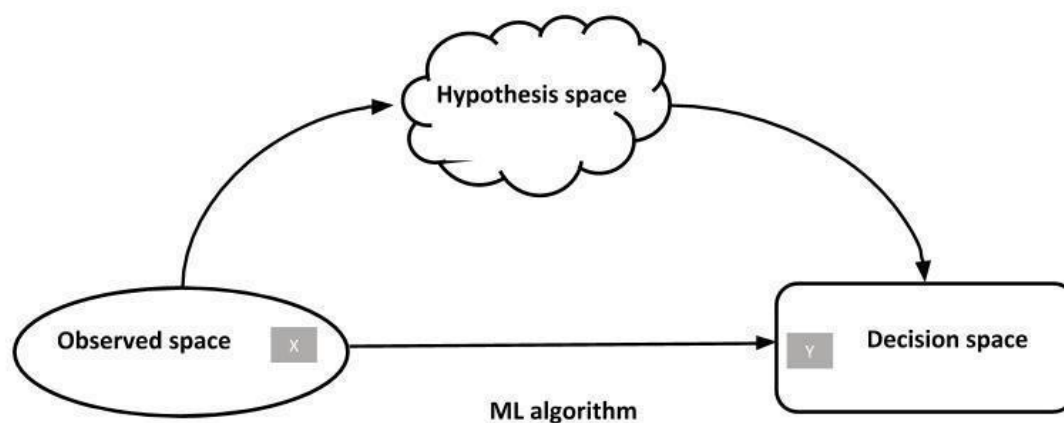 Hypothesis space
Observed space
X
Y
Decision space
ML algorithm